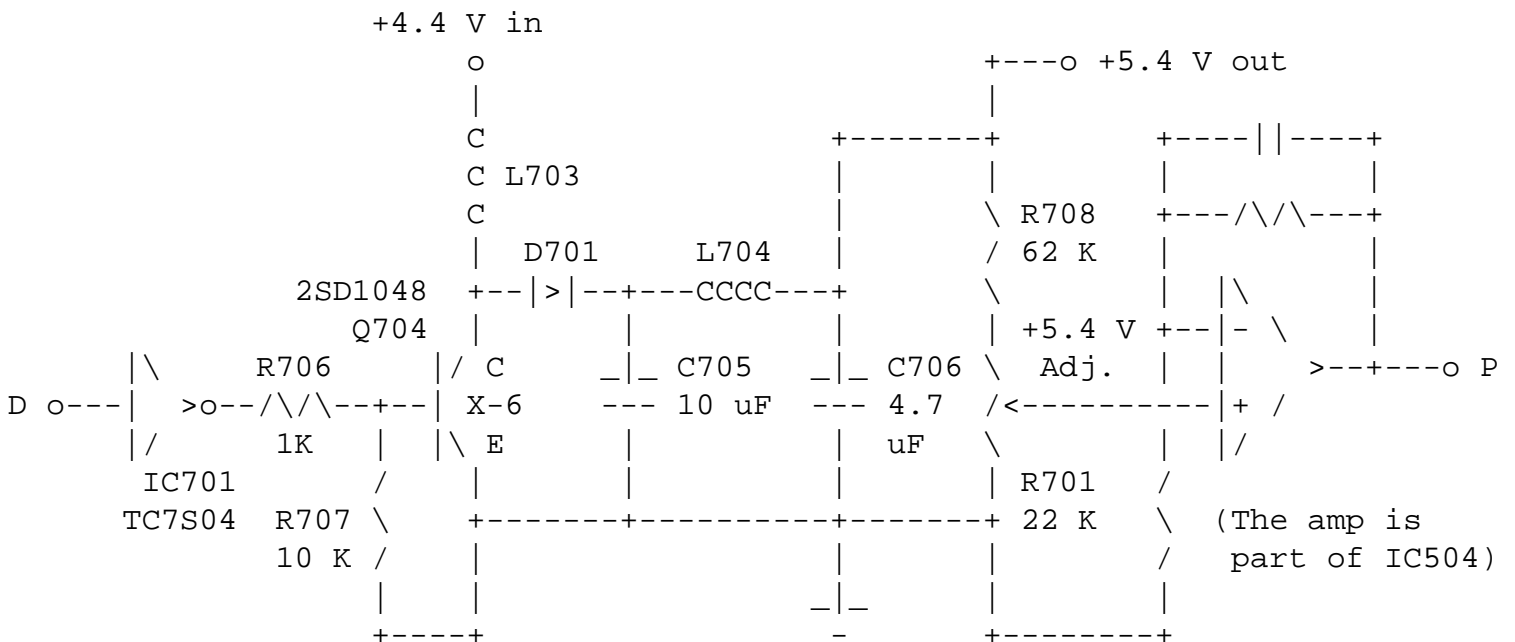 +4.4 V in
o +---o +5.4 V out
| |
C +-------+ +----||----+
C L703 | | | |
C | \ R708 +---/\/\---+
| D701 L704 | / 62 K | |
2SD1048 +--|>|--+---CCCC---+ \ | |\ |
Q704 | | | | +5.4 V +--|- \ |
|\ R706 |/ C _|_ C705 _|_ C706 \ Adj. | | >--+---o P
D o---| >o--/\/\--+--| X-6 --- 10 uF --- 4.7 /<----------|+ /
|/ 1K | |\ E | | uF \ | |/
IC701 / | | | | R701 /
TC7S04 R707 \ +-------+----------+-------+ 22 K \ (The amp is
10 K / | | | / part of IC504)
| | _|_ | |
+----+ - +--------+